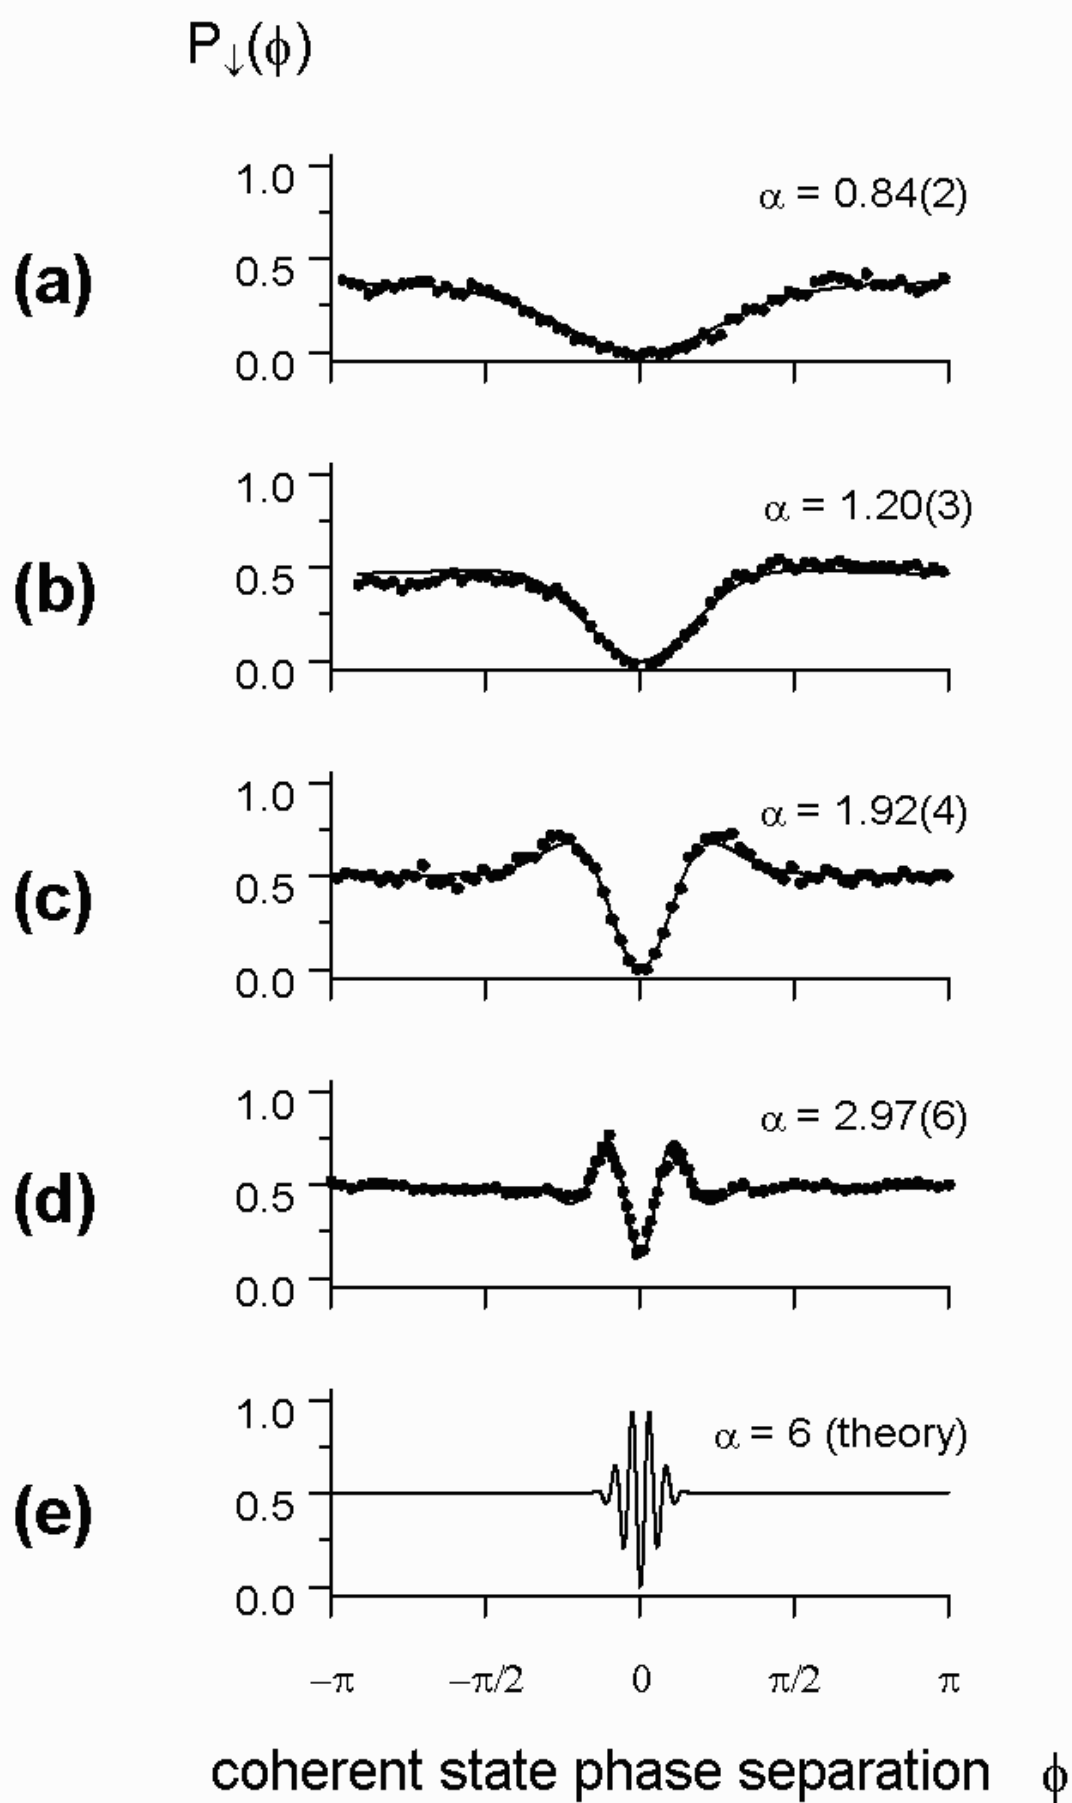 P↓(ϕ)
1.0
α = 0.84(2)
0.5
(a)
0.0
1.0
α = 1.20(3)
0.5
(b)
0.0
1.0
α = 1.92(4)
0.5
(c)
0.0
1.0
α = 2.97(6)
0.5
(d)
0.0
1.0
α = 6 (theory)
0.5
(e)
0.0
−π −π/2 0 π/2 π
coherent state phase separation ϕ